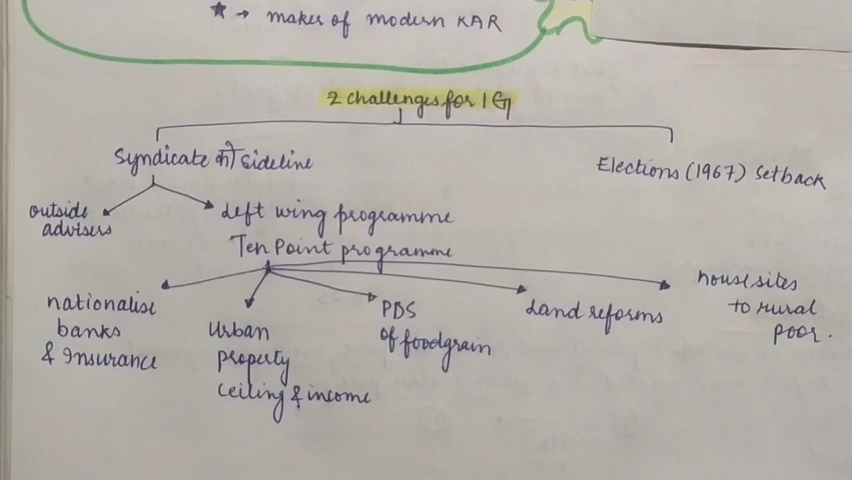 ★ → maker of modern KAR
2 challenges for IG
Syndicate को sideline
Elections (1967) setback
outside advisers
Left wing programme
Ten Point programme
nationalise banks & Insurance
Urban property ceiling & income
PDS of foodgrain
Land reforms
house sites to rural poor.